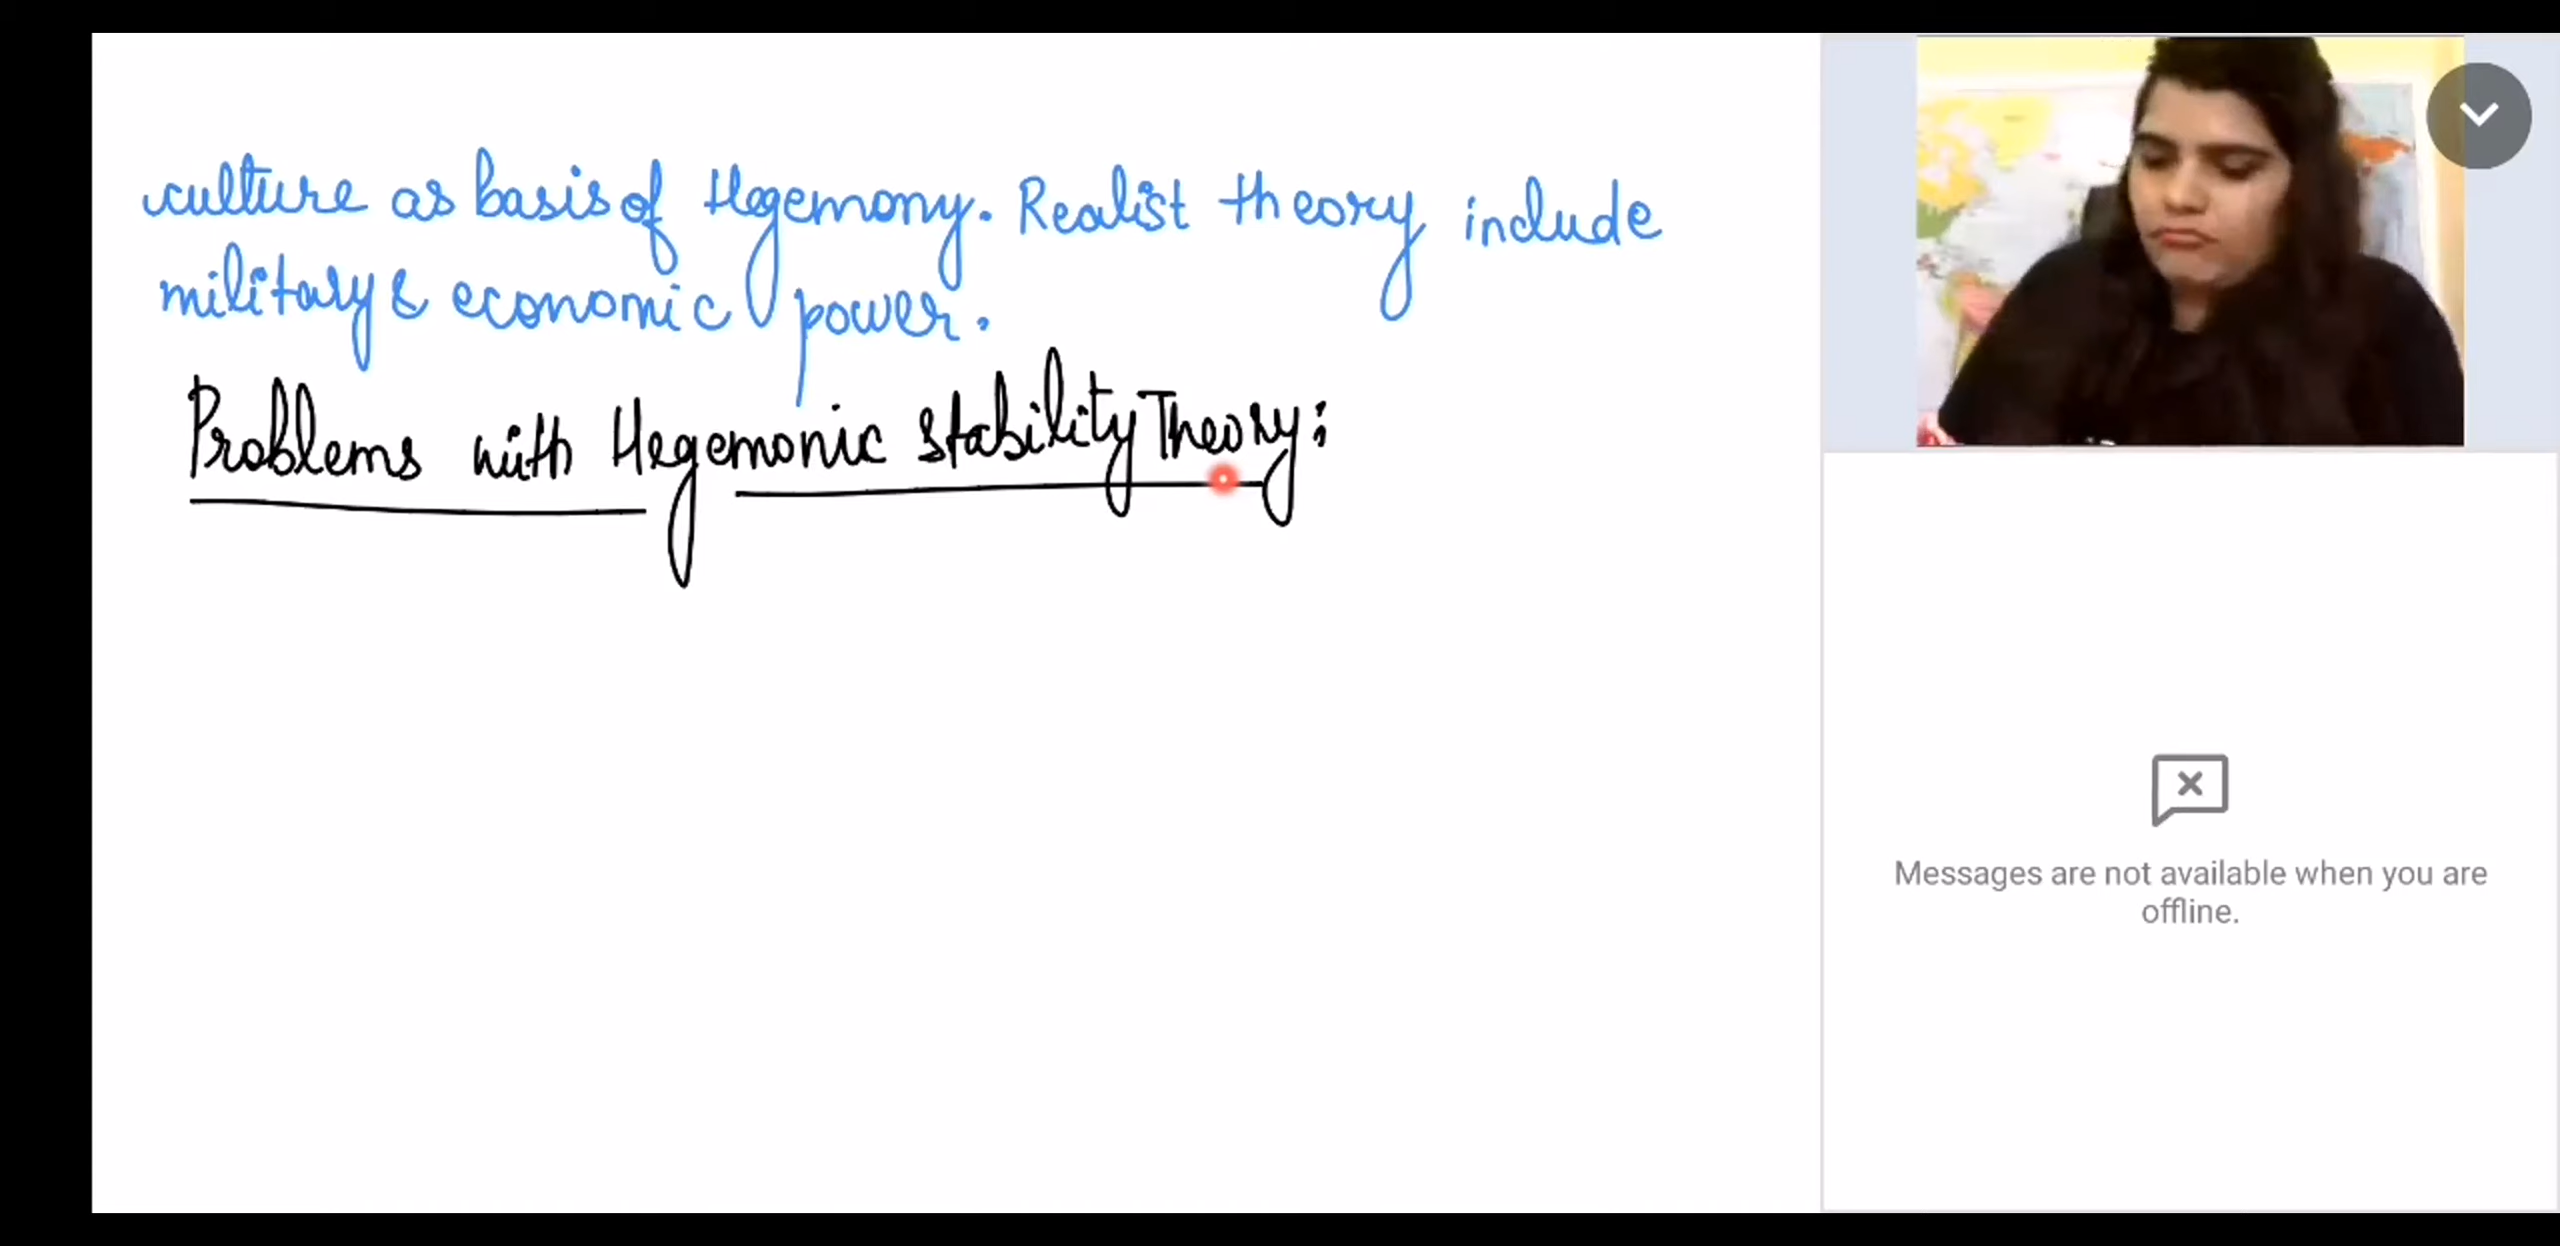 culture as basis of Hegemony. Realist theory include
military & economic power.
Problems with Hegemonic Stability Theory:
Messages are not available when you are
offline.